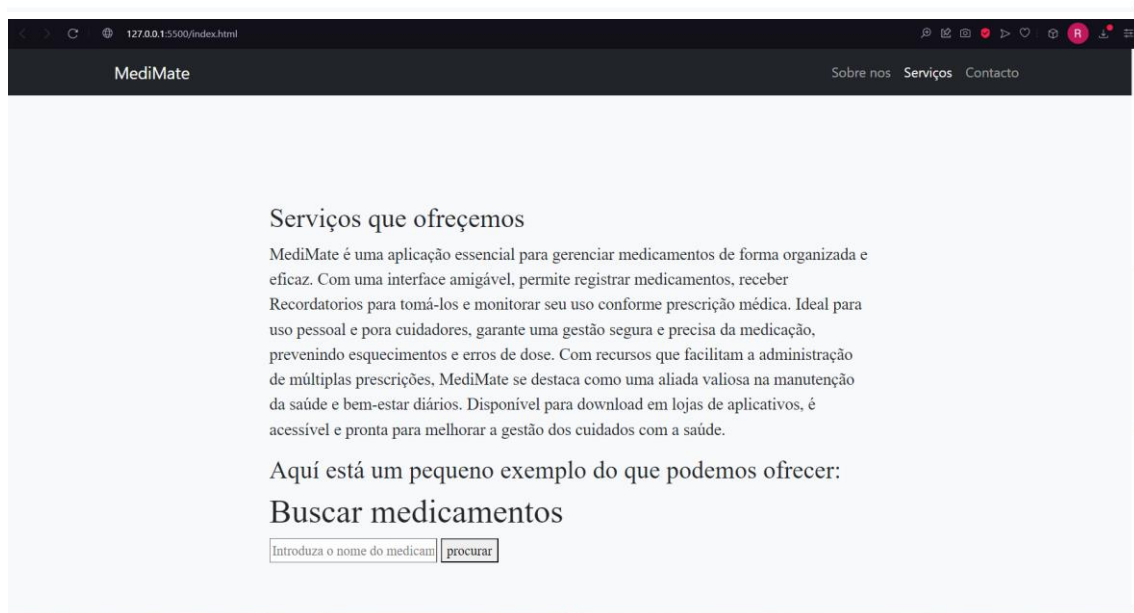 127.0.0.1:5500/index.html
R
MediMate
Sobre nos Serviços Contacto
Serviços que ofreçemos
MediMate é uma aplicação essencial para gerenciar medicamentos de forma organizada e
eficaz. Com uma interface amigável, permite registrar medicamentos, receber
Recordatorios para tomá-los e monitorar seu uso conforme prescrição médica. Ideal para
uso pessoal e pora cuidadores, garante uma gestão segura e precisa da medicação,
prevenindo esquecimentos e erros de dose. Com recursos que facilitam a administração
de múltiplas prescrições, MediMate se destaca como uma aliada valiosa na manutenção
da saúde e bem-estar diários. Disponível para download em lojas de aplicativos, é
acessível e pronta para melhorar a gestão dos cuidados com a saúde.
Aquí está um pequeno exemplo do que podemos ofrecer:
Buscar medicamentos
Introduza o nome do medicam procurar